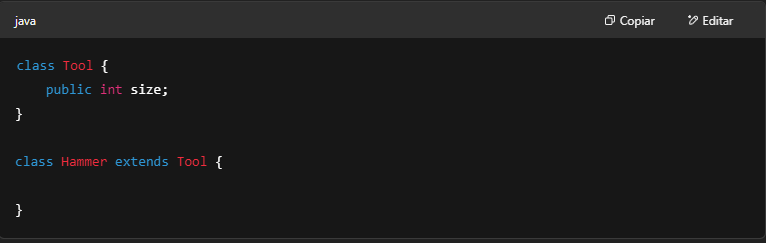 java Copiar Editar
class Tool {
    public int size;
}
class Hammer extends Tool {
}